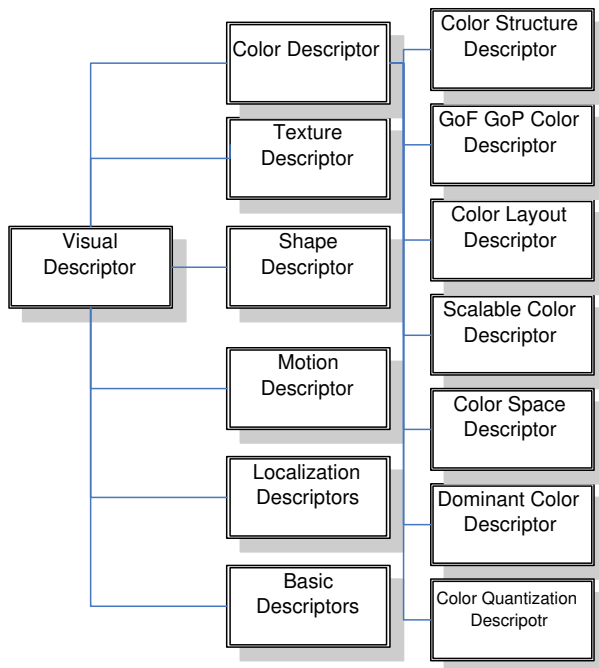 Visual
Descriptor
Color Descriptor
Texture
Descriptor
Shape
Descriptor
Motion
Descriptor
Localization
Descriptors
Basic
Descriptors
Color Structure
Descriptor
GoF GoP Color
Descriptor
Color Layout
Descriptor
Scalable Color
Descriptor
Color Space
Descriptor
Dominant Color
Descriptor
Color Quantization
Descripotr